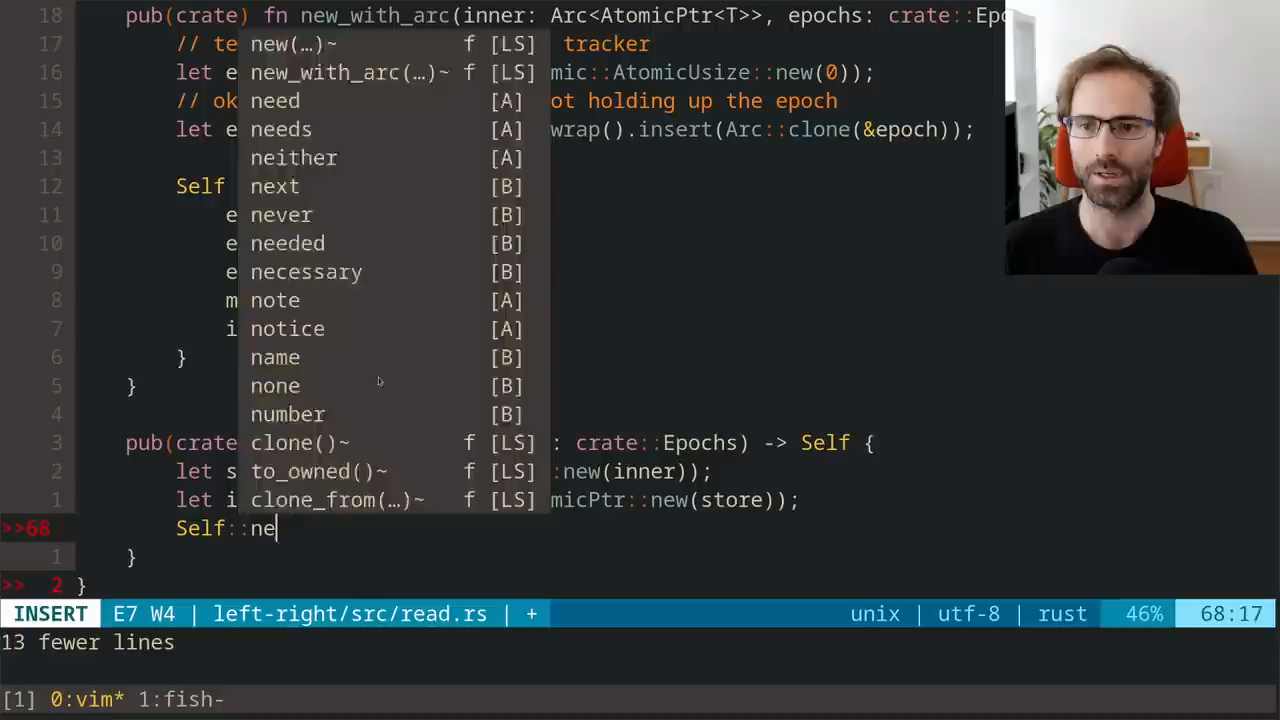 18 pub(crate) fn new_with_arc(inner: Arc<AtomicPtr<T>>, epochs: crate::Epo
17 // te new(…)~ f [LS] tracker
16 let e new_with_arc(…)~ f [LS] mic::AtomicUsize::new(0));
15 // ok need [A] ot holding up the epoch
14 let e needs [A] wrap().insert(Arc::clone(&epoch));
13 neither [A]
12 Self next [B]
11 e never [B]
10 e needed [B]
9 e necessary [B]
8 m note [A]
7 i notice [A]
6 } name [B]
5 } none [B]
4 number [B]
3 pub(crate clone()~ f [LS] : crate::Epochs) -> Self {
2 let s to_owned()~ f [LS] :new(inner));
1 let i clone_from(…)~ f [LS] micPtr::new(store));
>>68 Self::ne
1 }
>> 2 }
INSERT E7 W4 | left-right/src/read.rs | + unix | utf-8 | rust 46% 68:17
13 fewer lines
[1] 0:vim* 1:fish-